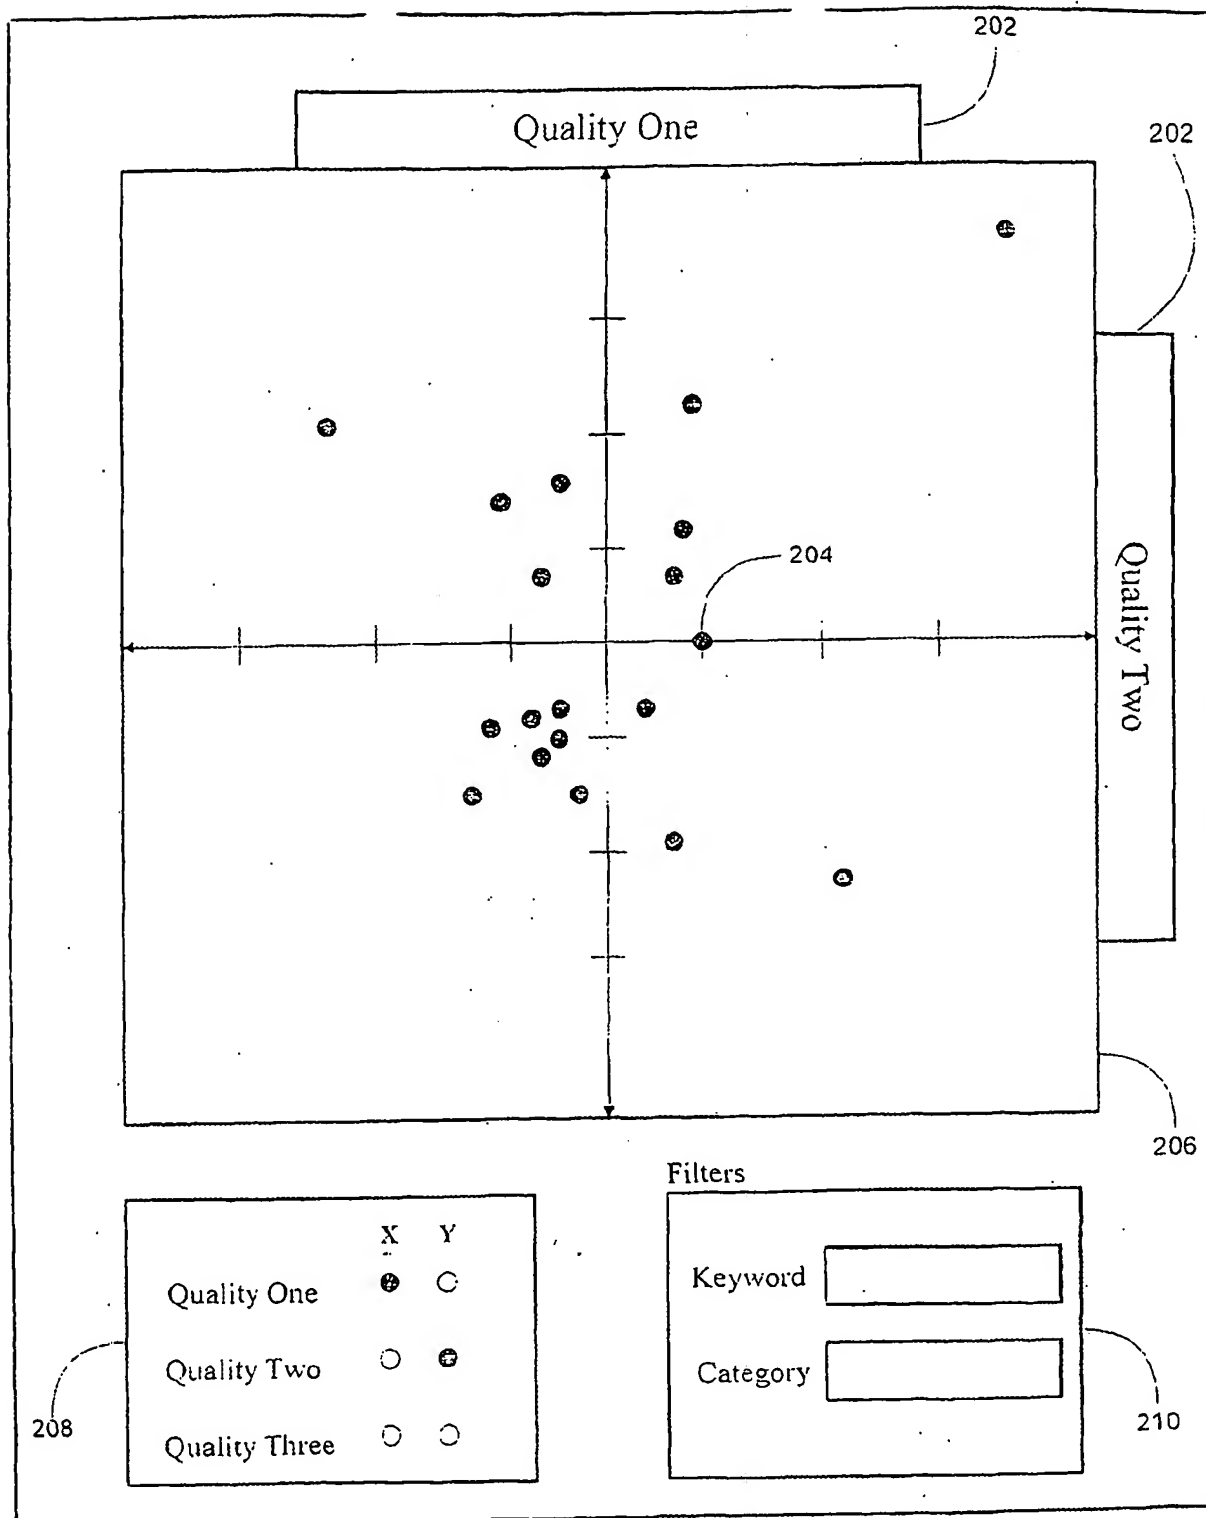 202
Quality One
202
204
Quality Two
206
Filters
X Y
Quality One
Keyword
Quality Two
Category
208
210
Quality Three